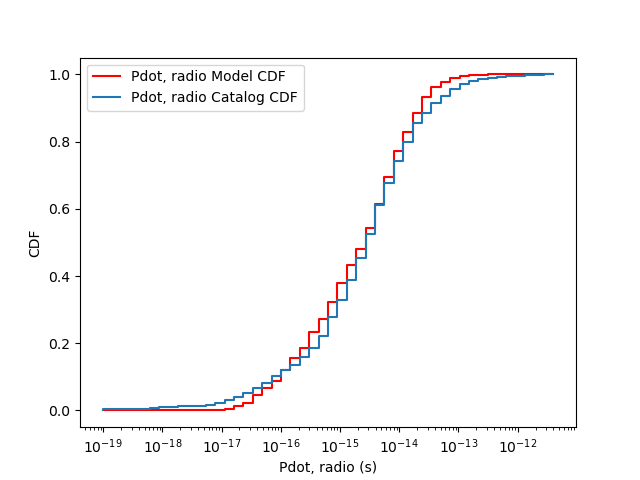 Pdot, radio Model CDF
Pdot, radio Catalog CDF
1.0
0.8
0.6
0.4
0.2
0.0
CDF
10^-19 10^-18 10^-17 10^-16 10^-15 10^-14 10^-13 10^-12
Pdot, radio (s)